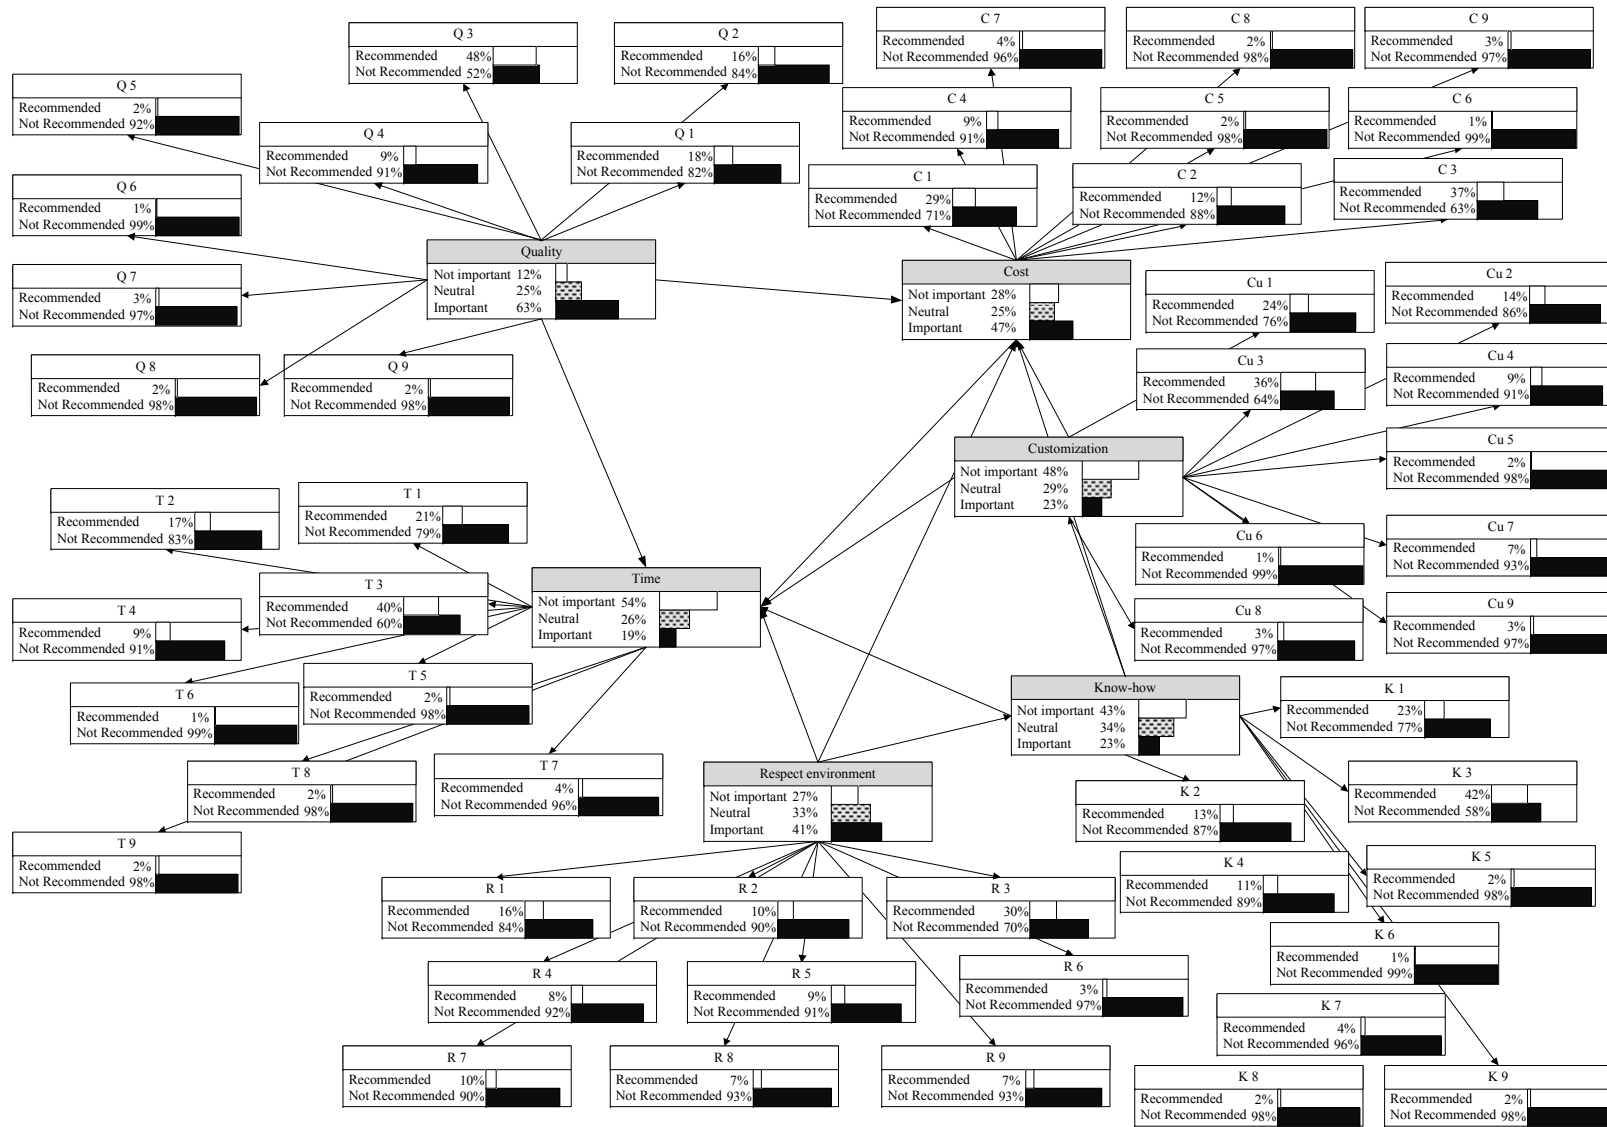 Q 3
Recommended 48%
Not Recommended 52%
Q 2
Recommended 16%
Not Recommended 84%
C 7
Recommended 4%
Not Recommended 96%
C 8
Recommended 2%
Not Recommended 98%
C 9
Recommended 3%
Not Recommended 97%
Q 5
Recommended 2%
Not Recommended 92%
Q 4
Recommended 9%
Not Recommended 91%
Q 1
Recommended 18%
Not Recommended 82%
C 4
Recommended 9%
Not Recommended 91%
C 5
Recommended 2%
Not Recommended 98%
C 6
Recommended 1%
Not Recommended 99%
Q 6
Recommended 1%
Not Recommended 99%
C 1
Recommended 29%
Not Recommended 71%
C 2
Recommended 12%
Not Recommended 88%
C 3
Recommended 37%
Not Recommended 63%
Quality
Not important 12%
Neutral 25%
Important 63%
Q 7
Recommended 3%
Not Recommended 97%
Cost
Not important 28%
Neutral 25%
Important 47%
Cu 1
Recommended 24%
Not Recommended 76%
Cu 2
Recommended 14%
Not Recommended 86%
Q 8
Recommended 2%
Not Recommended 98%
Q 9
Recommended 2%
Not Recommended 98%
Cu 3
Recommended 36%
Not Recommended 64%
Cu 4
Recommended 9%
Not Recommended 91%
Customization
Not important 48%
Neutral 29%
Important 23%
Cu 5
Recommended 2%
Not Recommended 98%
T 2
Recommended 17%
Not Recommended 83%
T 1
Recommended 21%
Not Recommended 79%
Cu 6
Recommended 1%
Not Recommended 99%
Cu 7
Recommended 7%
Not Recommended 93%
T 3
Recommended 40%
Not Recommended 60%
Time
Not important 54%
Neutral 26%
Important 19%
T 4
Recommended 9%
Not Recommended 91%
Cu 8
Recommended 3%
Not Recommended 97%
Cu 9
Recommended 3%
Not Recommended 97%
T 6
Recommended 1%
Not Recommended 99%
T 5
Recommended 2%
Not Recommended 98%
Know-how
Not important 43%
Neutral 34%
Important 23%
K 1
Recommended 23%
Not Recommended 77%
T 8
Recommended 2%
Not Recommended 98%
T 7
Recommended 4%
Not Recommended 96%
Respect environment
Not important 27%
Neutral 33%
Important 41%
K 2
Recommended 13%
Not Recommended 87%
K 3
Recommended 42%
Not Recommended 58%
T 9
Recommended 2%
Not Recommended 98%
R 1
Recommended 16%
Not Recommended 84%
R 2
Recommended 10%
Not Recommended 90%
R 3
Recommended 30%
Not Recommended 70%
K 4
Recommended 11%
Not Recommended 89%
K 5
Recommended 2%
Not Recommended 98%
K 6
Recommended 1%
Not Recommended 99%
R 4
Recommended 8%
Not Recommended 92%
R 5
Recommended 9%
Not Recommended 91%
R 6
Recommended 3%
Not Recommended 97%
K 7
Recommended 4%
Not Recommended 96%
R 7
Recommended 10%
Not Recommended 90%
R 8
Recommended 7%
Not Recommended 93%
R 9
Recommended 7%
Not Recommended 93%
K 8
Recommended 2%
Not Recommended 98%
K 9
Recommended 2%
Not Recommended 98%